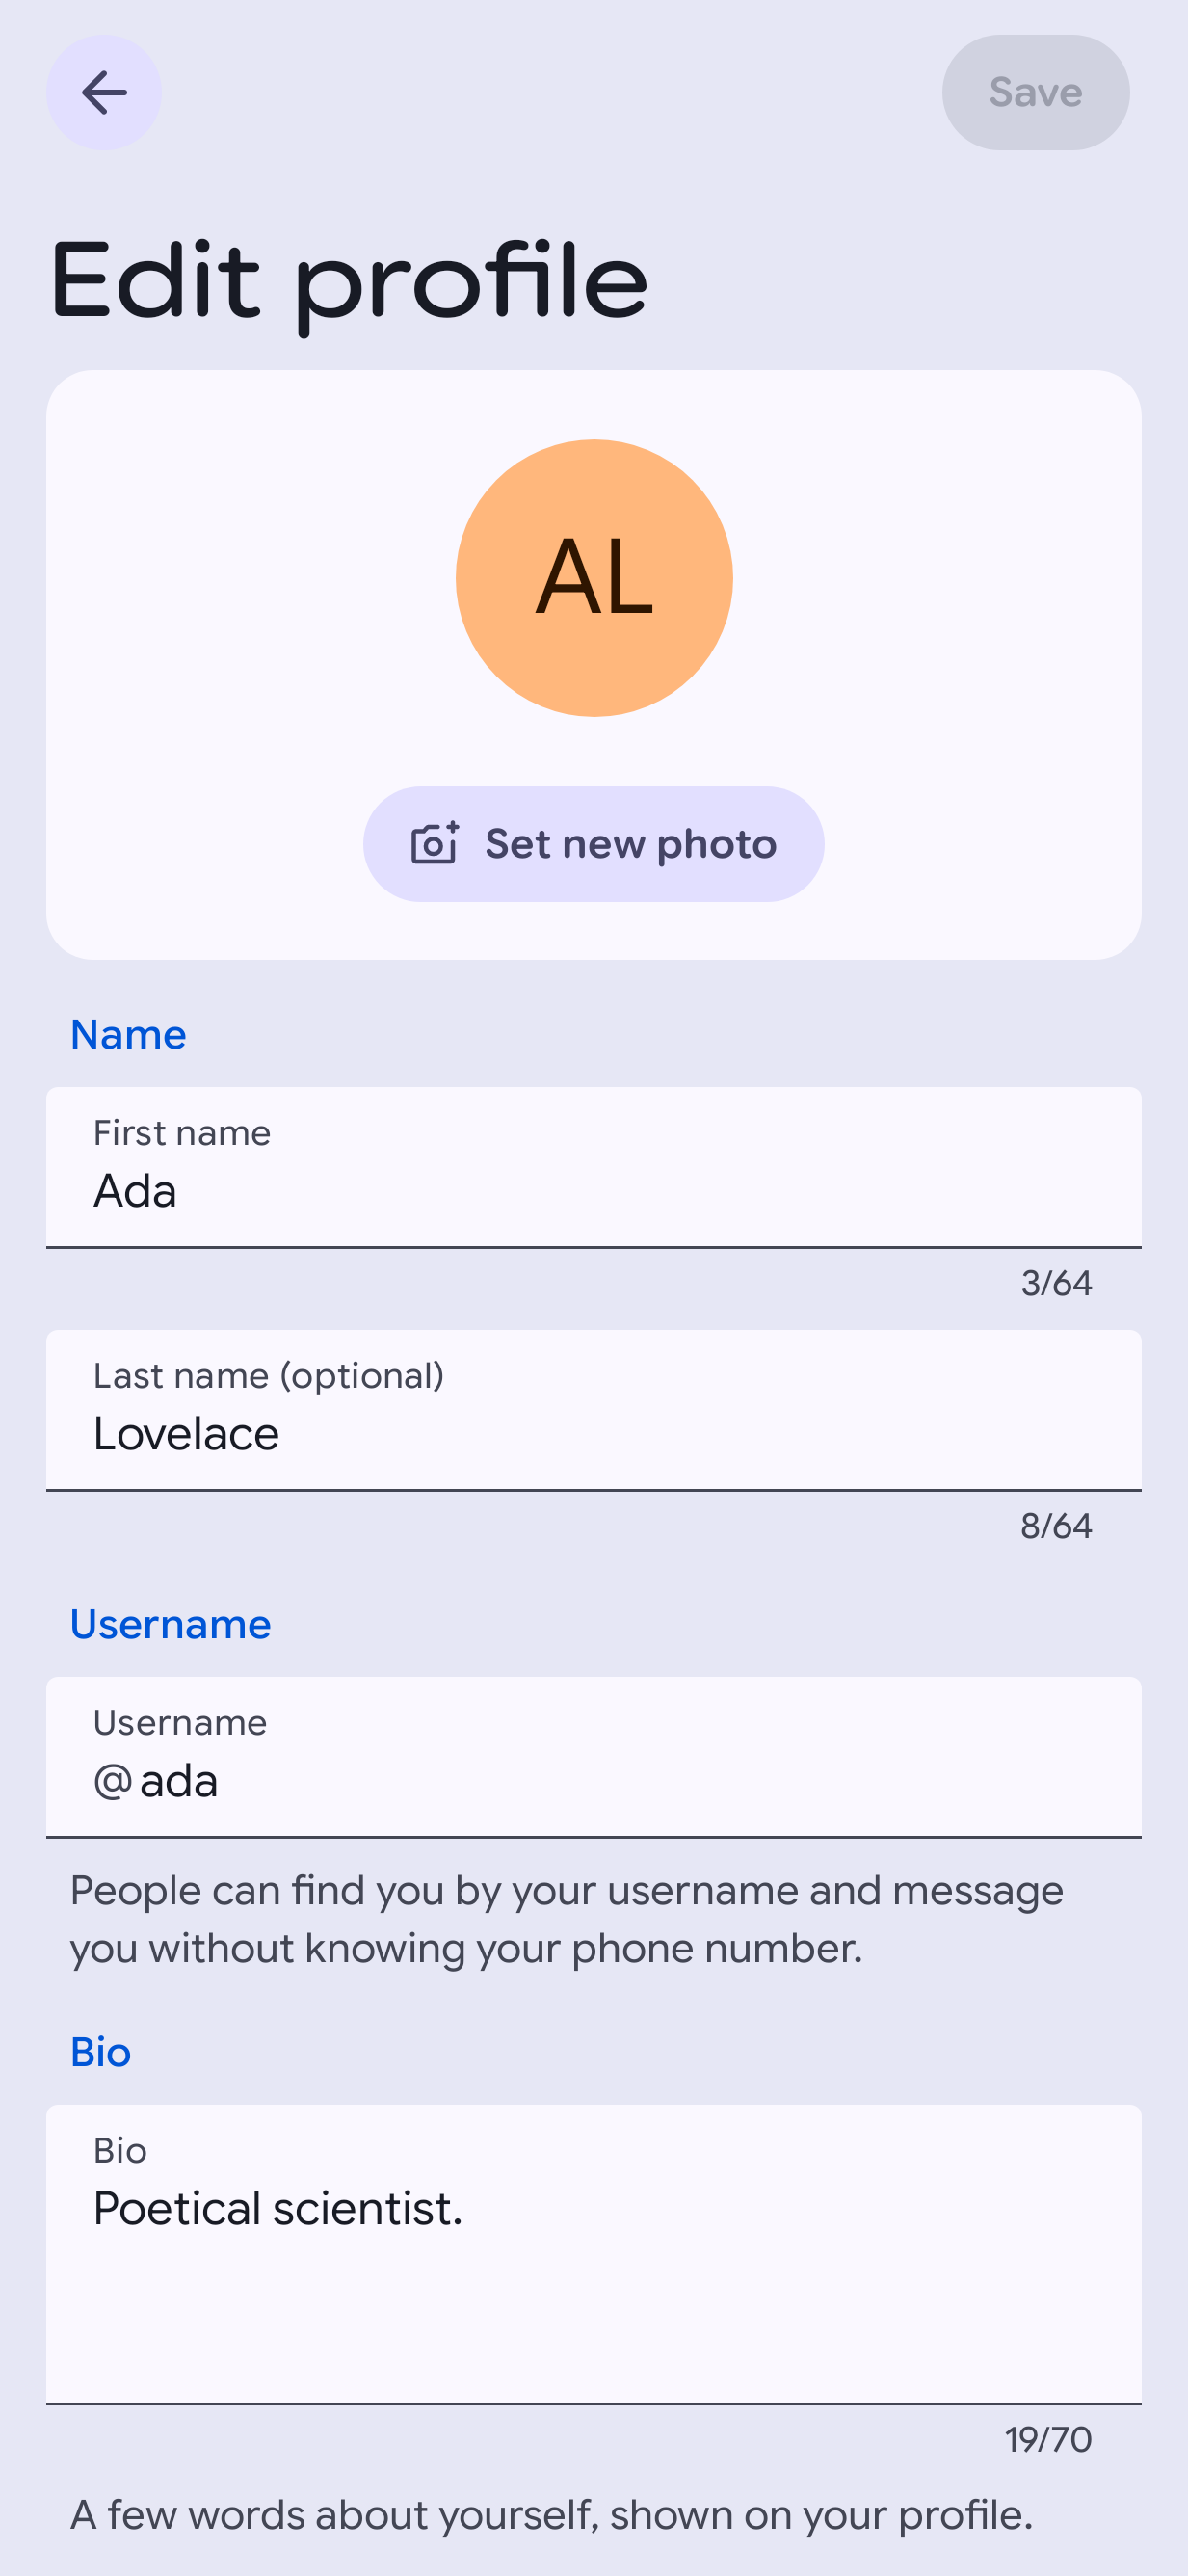 Save
Edit profile
AL
Set new photo
Name
First name
Ada
3/64
Last name (optional)
Lovelace
8/64
Username
Username
@ada
People can find you by your username and message
you without knowing your phone number.
Bio
Bio
Poetical scientist.
19/70
A few words about yourself, shown on your profile.